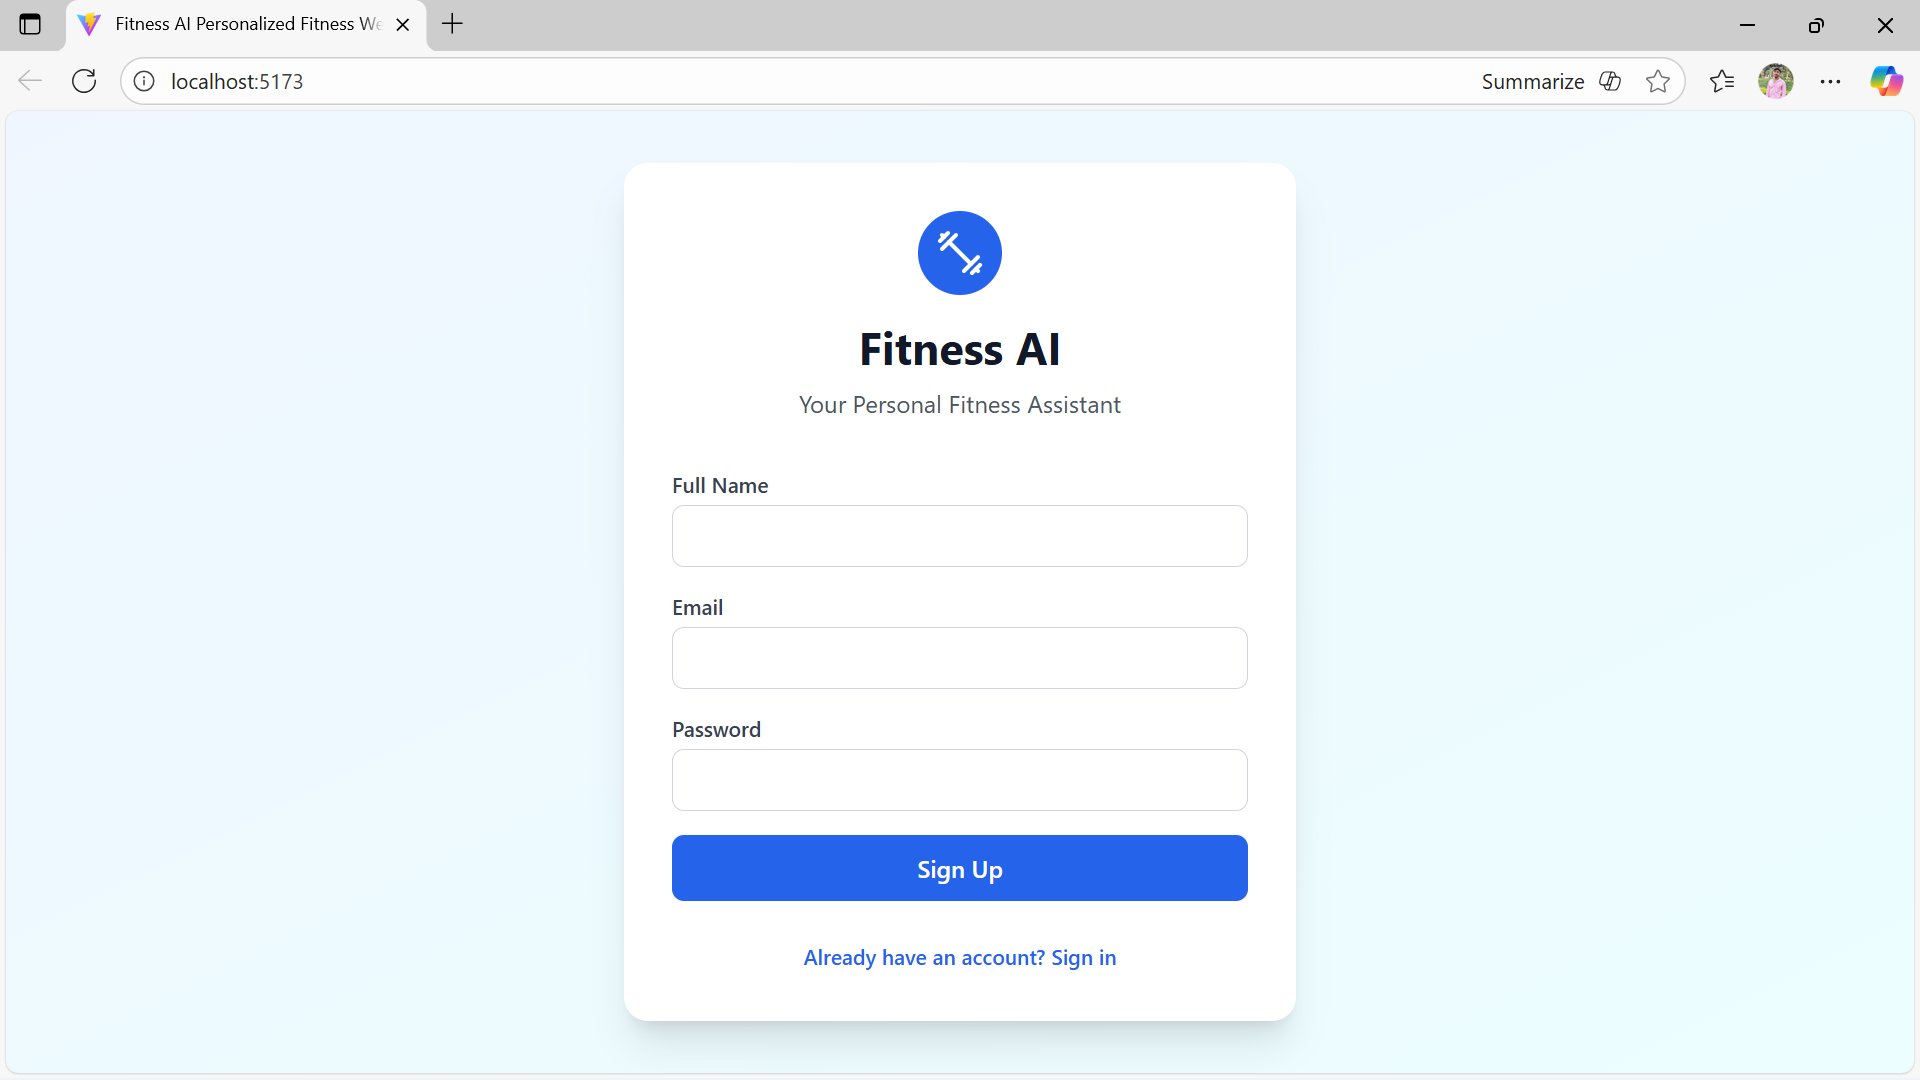 Fitness AI Personalized Fitness We
localhost:5173
Summarize
Fitness AI
Your Personal Fitness Assistant
Full Name
Email
Password
Sign Up
Already have an account? Sign in